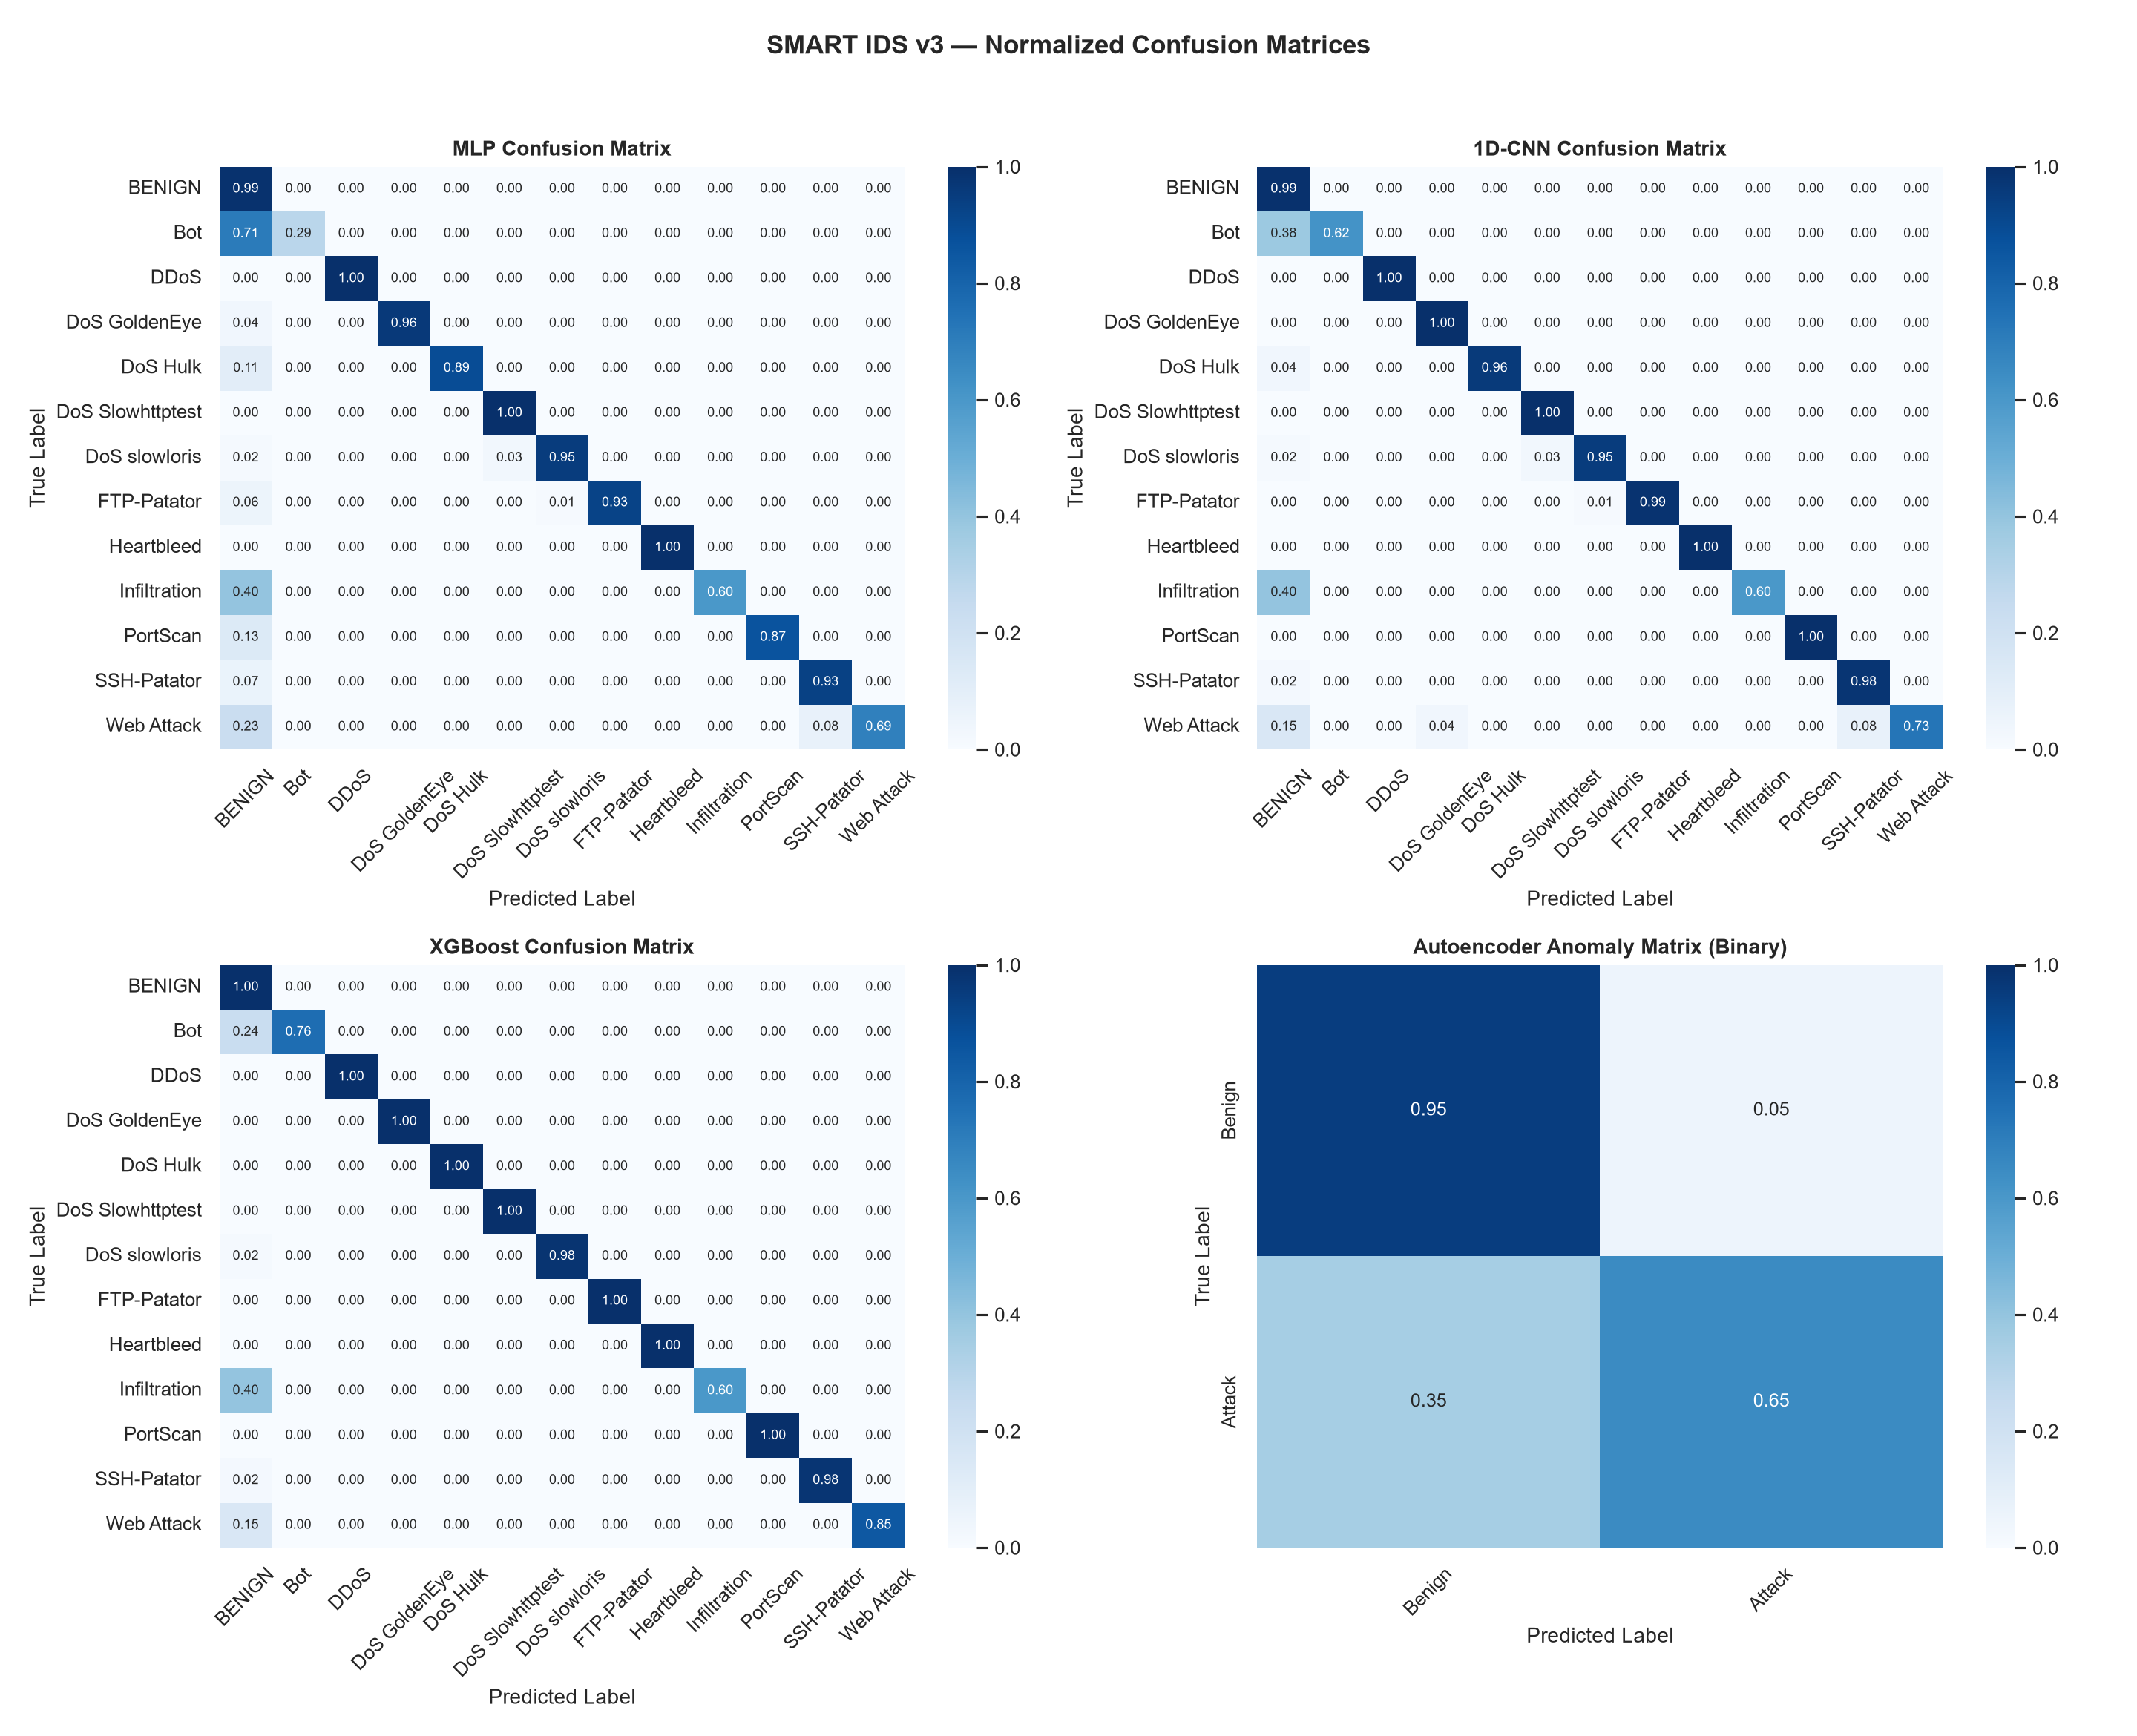 SMART IDS v3 — Normalized Confusion Matrices
MLP Confusion Matrix
True Label
BENIGN 0.99 0.00 0.00 0.00 0.00 0.00 0.00 0.00 0.00 0.00 0.00 0.00 0.00
Bot 0.71 0.29 0.00 0.00 0.00 0.00 0.00 0.00 0.00 0.00 0.00 0.00 0.00
DDoS 0.00 0.00 1.00 0.00 0.00 0.00 0.00 0.00 0.00 0.00 0.00 0.00 0.00
DoS GoldenEye 0.04 0.00 0.00 0.96 0.00 0.00 0.00 0.00 0.00 0.00 0.00 0.00 0.00
DoS Hulk 0.11 0.00 0.00 0.00 0.89 0.00 0.00 0.00 0.00 0.00 0.00 0.00 0.00
DoS Slowhttptest 0.00 0.00 0.00 0.00 0.00 1.00 0.00 0.00 0.00 0.00 0.00 0.00 0.00
DoS slowloris 0.02 0.00 0.00 0.00 0.00 0.03 0.95 0.00 0.00 0.00 0.00 0.00 0.00
FTP-Patator 0.06 0.00 0.00 0.00 0.00 0.00 0.01 0.93 0.00 0.00 0.00 0.00 0.00
Heartbleed 0.00 0.00 0.00 0.00 0.00 0.00 0.00 0.00 1.00 0.00 0.00 0.00 0.00
Infiltration 0.40 0.00 0.00 0.00 0.00 0.00 0.00 0.00 0.00 0.60 0.00 0.00 0.00
PortScan 0.13 0.00 0.00 0.00 0.00 0.00 0.00 0.00 0.00 0.00 0.87 0.00 0.00
SSH-Patator 0.07 0.00 0.00 0.00 0.00 0.00 0.00 0.00 0.00 0.00 0.00 0.93 0.00
Web Attack 0.23 0.00 0.00 0.00 0.00 0.00 0.00 0.00 0.00 0.00 0.00 0.08 0.69
BENIGN Bot DDoS DoS GoldenEye DoS Hulk DoS Slowhttptest DoS slowloris FTP-Patator Heartbleed Infiltration PortScan SSH-Patator Web Attack
Predicted Label
1.0
0.8
0.6
0.4
0.2
0.0
1D-CNN Confusion Matrix
True Label
BENIGN 0.99 0.00 0.00 0.00 0.00 0.00 0.00 0.00 0.00 0.00 0.00 0.00 0.00
Bot 0.38 0.62 0.00 0.00 0.00 0.00 0.00 0.00 0.00 0.00 0.00 0.00 0.00
DDoS 0.00 0.00 1.00 0.00 0.00 0.00 0.00 0.00 0.00 0.00 0.00 0.00 0.00
DoS GoldenEye 0.00 0.00 0.00 1.00 0.00 0.00 0.00 0.00 0.00 0.00 0.00 0.00 0.00
DoS Hulk 0.04 0.00 0.00 0.00 0.96 0.00 0.00 0.00 0.00 0.00 0.00 0.00 0.00
DoS Slowhttptest 0.00 0.00 0.00 0.00 0.00 1.00 0.00 0.00 0.00 0.00 0.00 0.00 0.00
DoS slowloris 0.02 0.00 0.00 0.00 0.00 0.03 0.95 0.00 0.00 0.00 0.00 0.00 0.00
FTP-Patator 0.00 0.00 0.00 0.00 0.00 0.00 0.01 0.99 0.00 0.00 0.00 0.00 0.00
Heartbleed 0.00 0.00 0.00 0.00 0.00 0.00 0.00 0.00 1.00 0.00 0.00 0.00 0.00
Infiltration 0.40 0.00 0.00 0.00 0.00 0.00 0.00 0.00 0.00 0.60 0.00 0.00 0.00
PortScan 0.00 0.00 0.00 0.00 0.00 0.00 0.00 0.00 0.00 0.00 1.00 0.00 0.00
SSH-Patator 0.02 0.00 0.00 0.00 0.00 0.00 0.00 0.00 0.00 0.00 0.00 0.98 0.00
Web Attack 0.15 0.00 0.00 0.04 0.00 0.00 0.00 0.00 0.00 0.00 0.00 0.08 0.73
BENIGN Bot DDoS DoS GoldenEye DoS Hulk DoS Slowhttptest DoS slowloris FTP-Patator Heartbleed Infiltration PortScan SSH-Patator Web Attack
Predicted Label
1.0
0.8
0.6
0.4
0.2
0.0
XGBoost Confusion Matrix
True Label
BENIGN 1.00 0.00 0.00 0.00 0.00 0.00 0.00 0.00 0.00 0.00 0.00 0.00 0.00
Bot 0.24 0.76 0.00 0.00 0.00 0.00 0.00 0.00 0.00 0.00 0.00 0.00 0.00
DDoS 0.00 0.00 1.00 0.00 0.00 0.00 0.00 0.00 0.00 0.00 0.00 0.00 0.00
DoS GoldenEye 0.00 0.00 0.00 1.00 0.00 0.00 0.00 0.00 0.00 0.00 0.00 0.00 0.00
DoS Hulk 0.00 0.00 0.00 0.00 1.00 0.00 0.00 0.00 0.00 0.00 0.00 0.00 0.00
DoS Slowhttptest 0.00 0.00 0.00 0.00 0.00 1.00 0.00 0.00 0.00 0.00 0.00 0.00 0.00
DoS slowloris 0.02 0.00 0.00 0.00 0.00 0.00 0.98 0.00 0.00 0.00 0.00 0.00 0.00
FTP-Patator 0.00 0.00 0.00 0.00 0.00 0.00 0.00 1.00 0.00 0.00 0.00 0.00 0.00
Heartbleed 0.00 0.00 0.00 0.00 0.00 0.00 0.00 0.00 1.00 0.00 0.00 0.00 0.00
Infiltration 0.40 0.00 0.00 0.00 0.00 0.00 0.00 0.00 0.00 0.60 0.00 0.00 0.00
PortScan 0.00 0.00 0.00 0.00 0.00 0.00 0.00 0.00 0.00 0.00 1.00 0.00 0.00
SSH-Patator 0.02 0.00 0.00 0.00 0.00 0.00 0.00 0.00 0.00 0.00 0.00 0.98 0.00
Web Attack 0.15 0.00 0.00 0.00 0.00 0.00 0.00 0.00 0.00 0.00 0.00 0.00 0.85
BENIGN Bot DDoS DoS GoldenEye DoS Hulk DoS Slowhttptest DoS slowloris FTP-Patator Heartbleed Infiltration PortScan SSH-Patator Web Attack
Predicted Label
1.0
0.8
0.6
0.4
0.2
0.0
Autoencoder Anomaly Matrix (Binary)
True Label
Benign 0.95 0.05
Attack 0.35 0.65
Benign Attack
Predicted Label
1.0
0.8
0.6
0.4
0.2
0.0